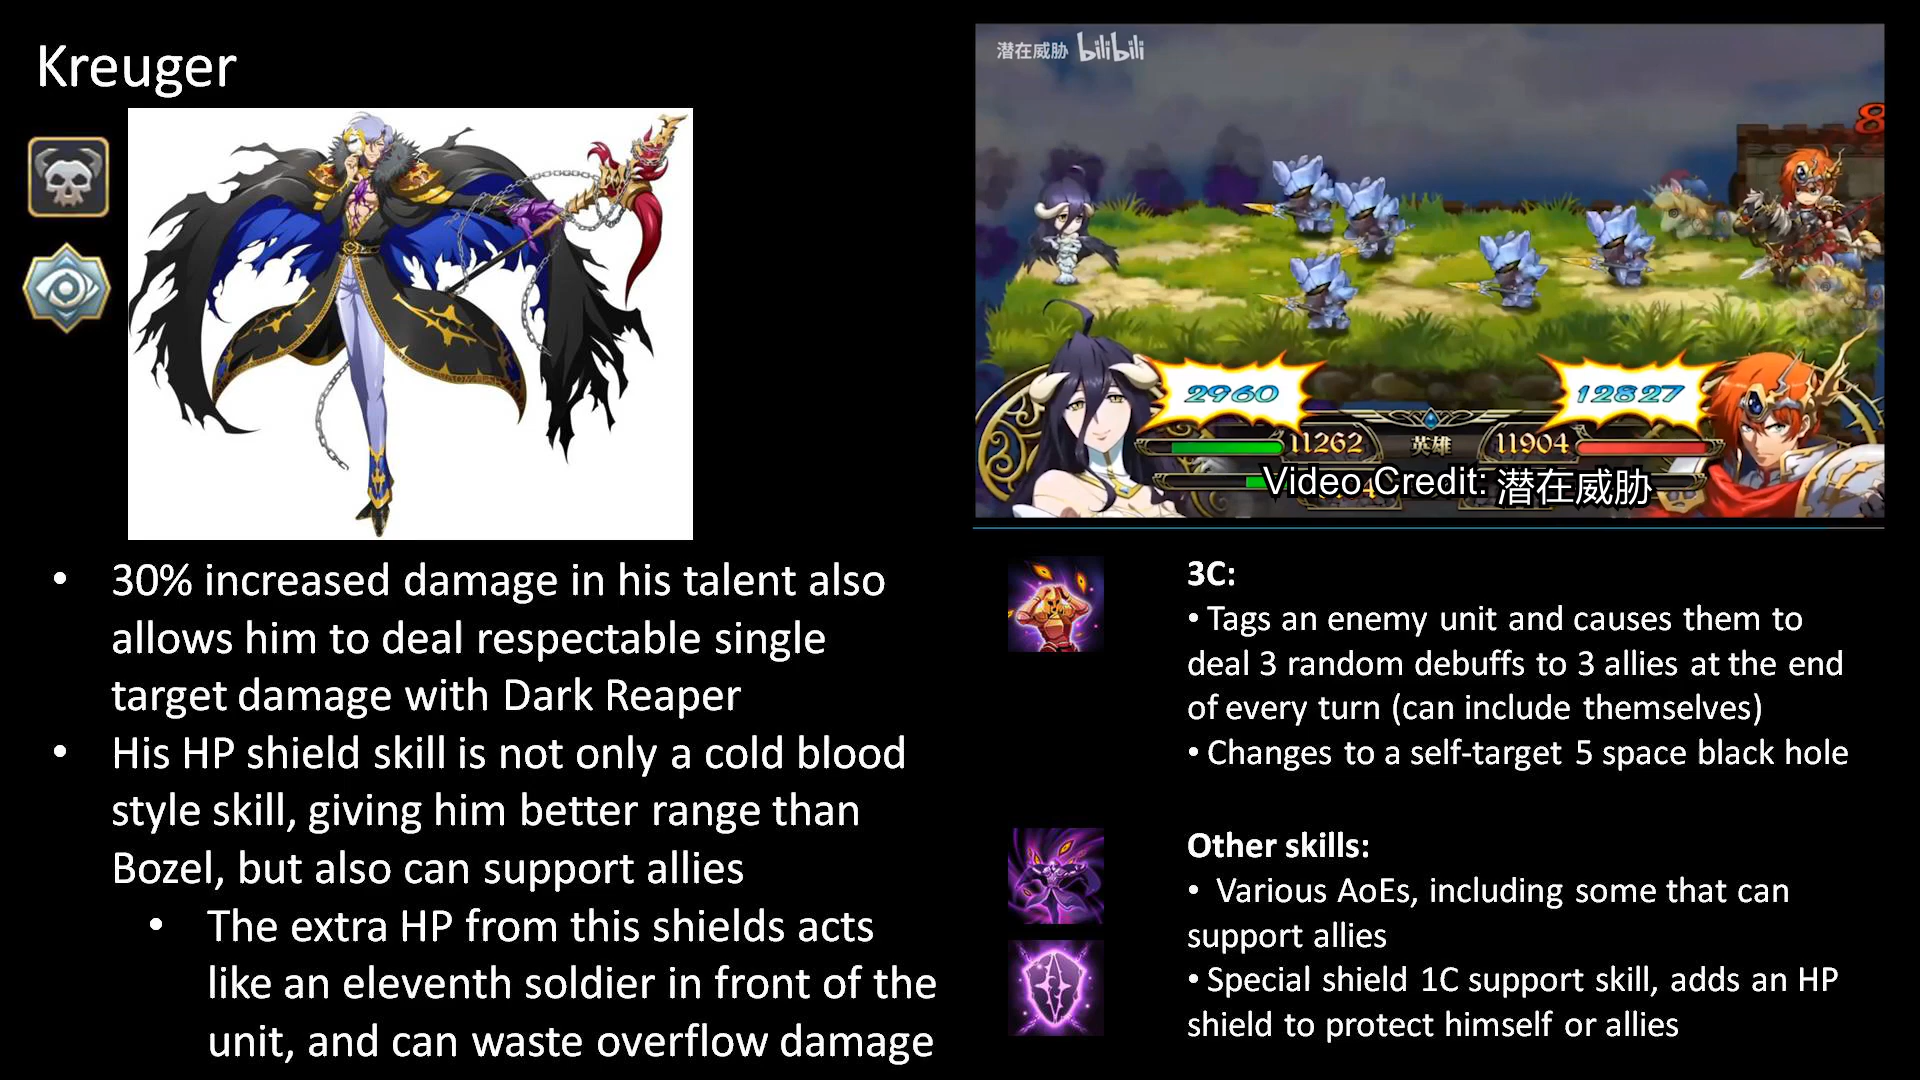 Kreuger
潜在威胁 bilibili
8
2960
12827
11262
英雄
11904
Video Credit: 潜在威胁
• 30% increased damage in his talent also
allows him to deal respectable single
target damage with Dark Reaper
• His HP shield skill is not only a cold blood
style skill, giving him better range than
Bozel, but also can support allies
• The extra HP from this shields acts
like an eleventh soldier in front of the
unit, and can waste overflow damage
3C:
• Tags an enemy unit and causes them to
deal 3 random debuffs to 3 allies at the end
of every turn (can include themselves)
• Changes to a self-target 5 space black hole
Other skills:
• Various AoEs, including some that can
support allies
• Special shield 1C support skill, adds an HP
shield to protect himself or allies